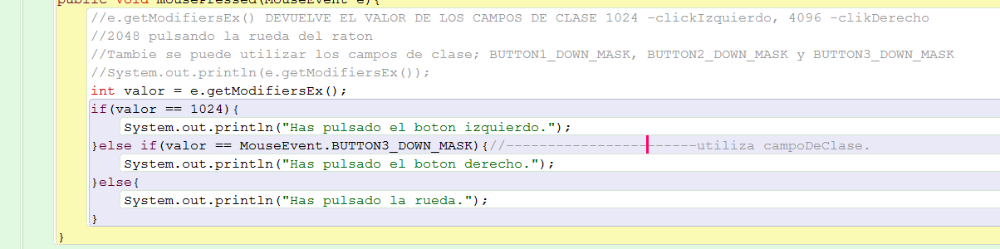 public void mousePressed(MouseEvent e){
//e.getModifiersEx() DEVUELVE EL VALOR DE LOS CAMPOS DE CLASE 1024 -clickIzquierdo, 4096 -clikDerecho
//2048 pulsando la rueda del raton
//Tambie se puede utilizar los campos de clase; BUTTON1_DOWN_MASK, BUTTON2_DOWN_MASK y BUTTON3_DOWN_MASK
//System.out.println(e.getModifiersEx());
int valor = e.getModifiersEx();
if(valor == 1024){
System.out.println("Has pulsado el boton izquierdo.");
}else if(valor == MouseEvent.BUTTON3_DOWN_MASK){//-----------------------utiliza campoDeClase.
System.out.println("Has pulsado el boton derecho.");
}else{
System.out.println("Has pulsado la rueda.");
}
}